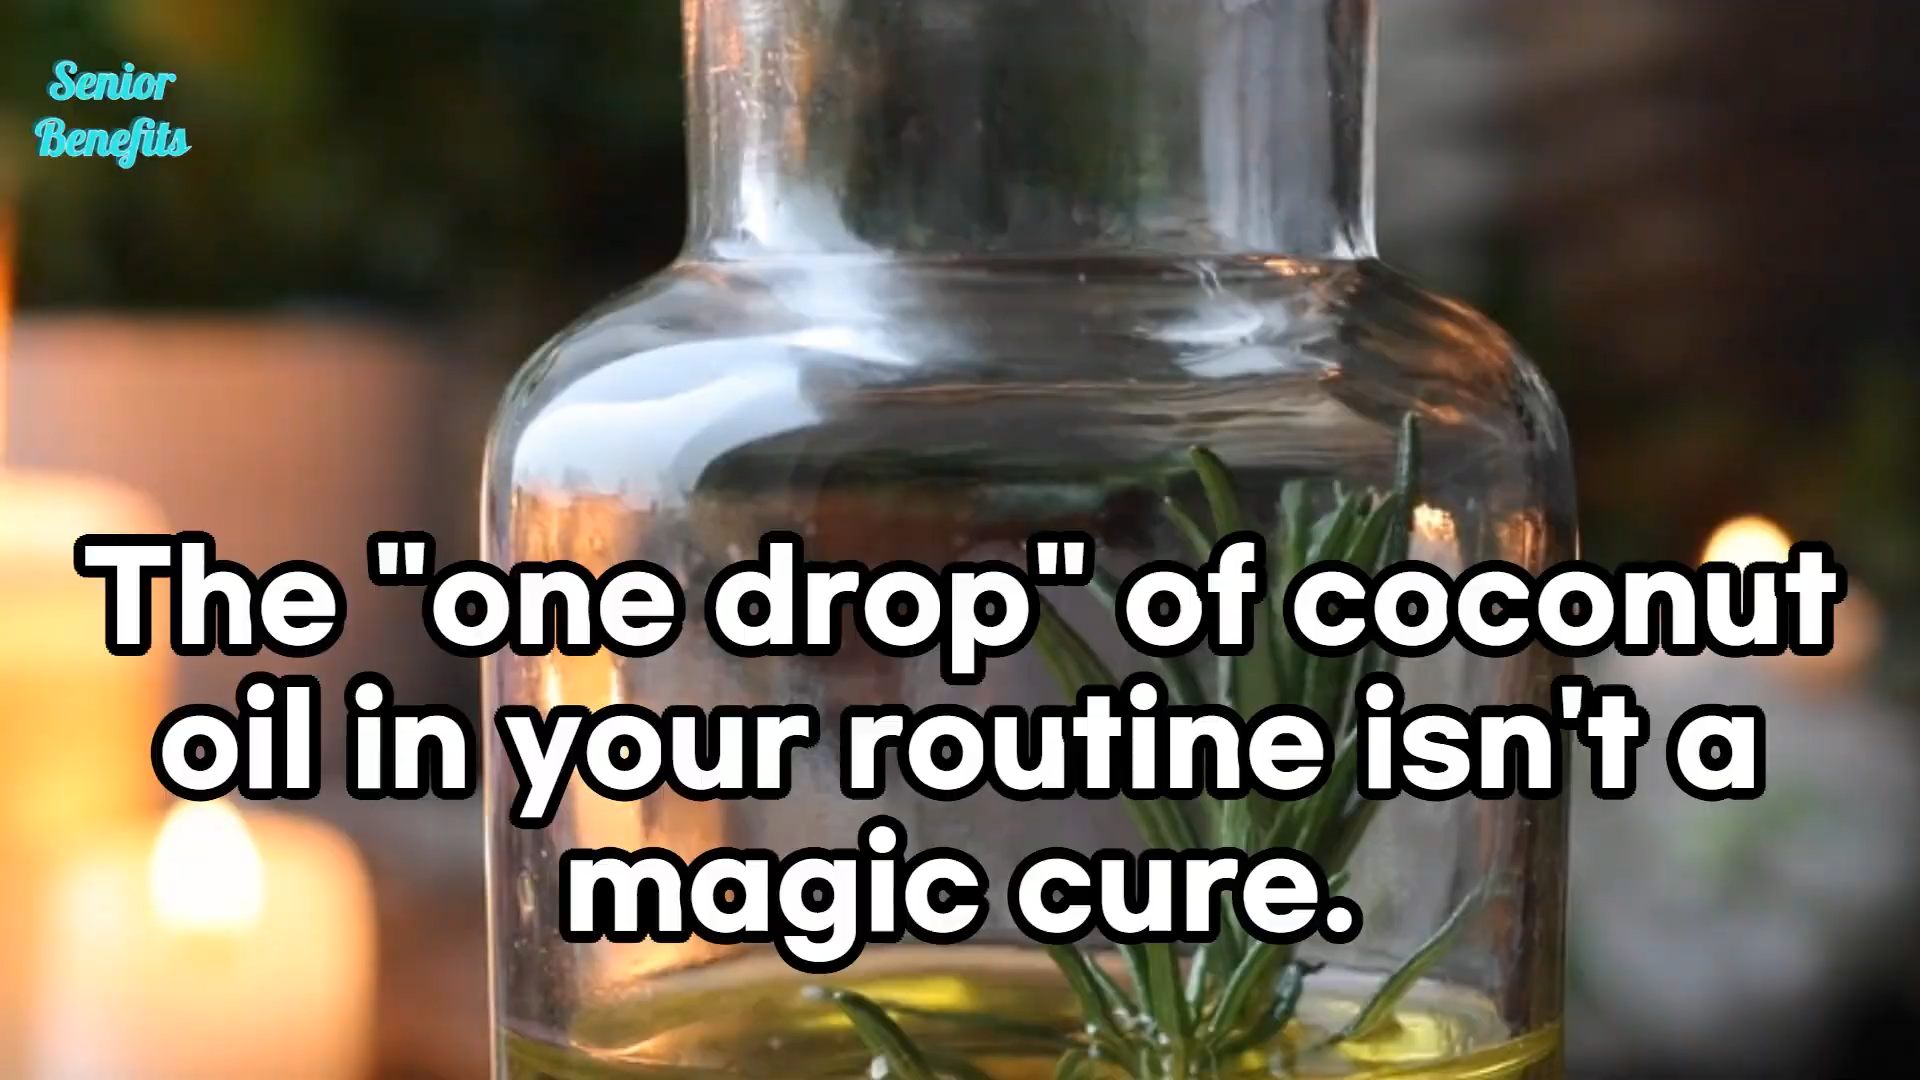 Senior
Benefits
The "one drop" of coconut
oil in your routine isn't a
magic cure.